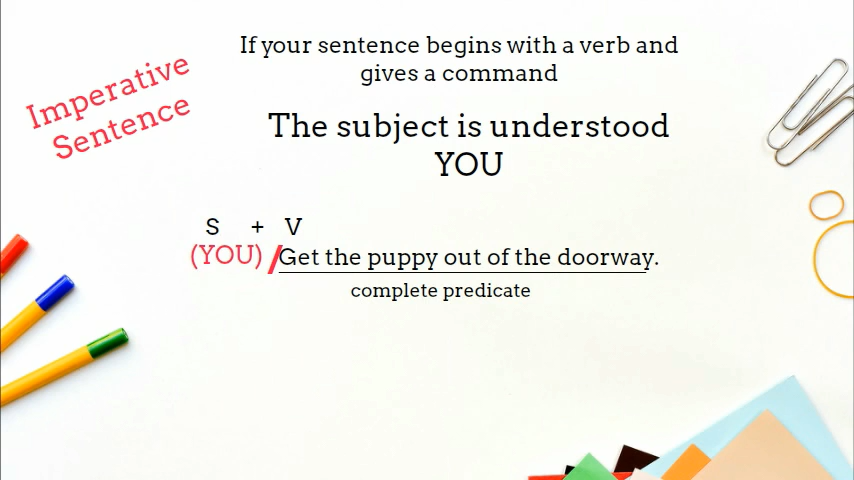 Imperative
Sentence
If your sentence begins with a verb and
gives a command
The subject is understood
YOU
S + V
(YOU) / Get the puppy out of the doorway.
complete predicate